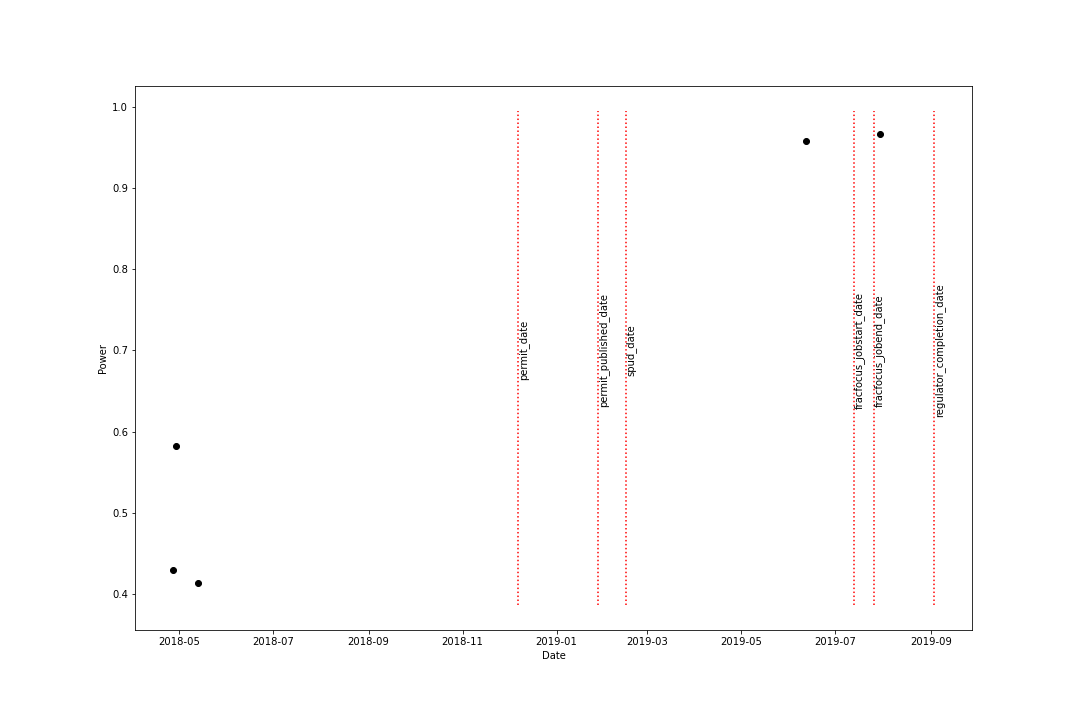 1.0
0.9
0.8
0.7
0.6
0.5
0.4
Power
permit_date
permit_published_date
spud_date
fracfocus_jobstart_date
fracfocus_jobend_date
regulator_completion_date
2018-05 2018-07 2018-09 2018-11 2019-01 2019-03 2019-05 2019-07 2019-09
Date